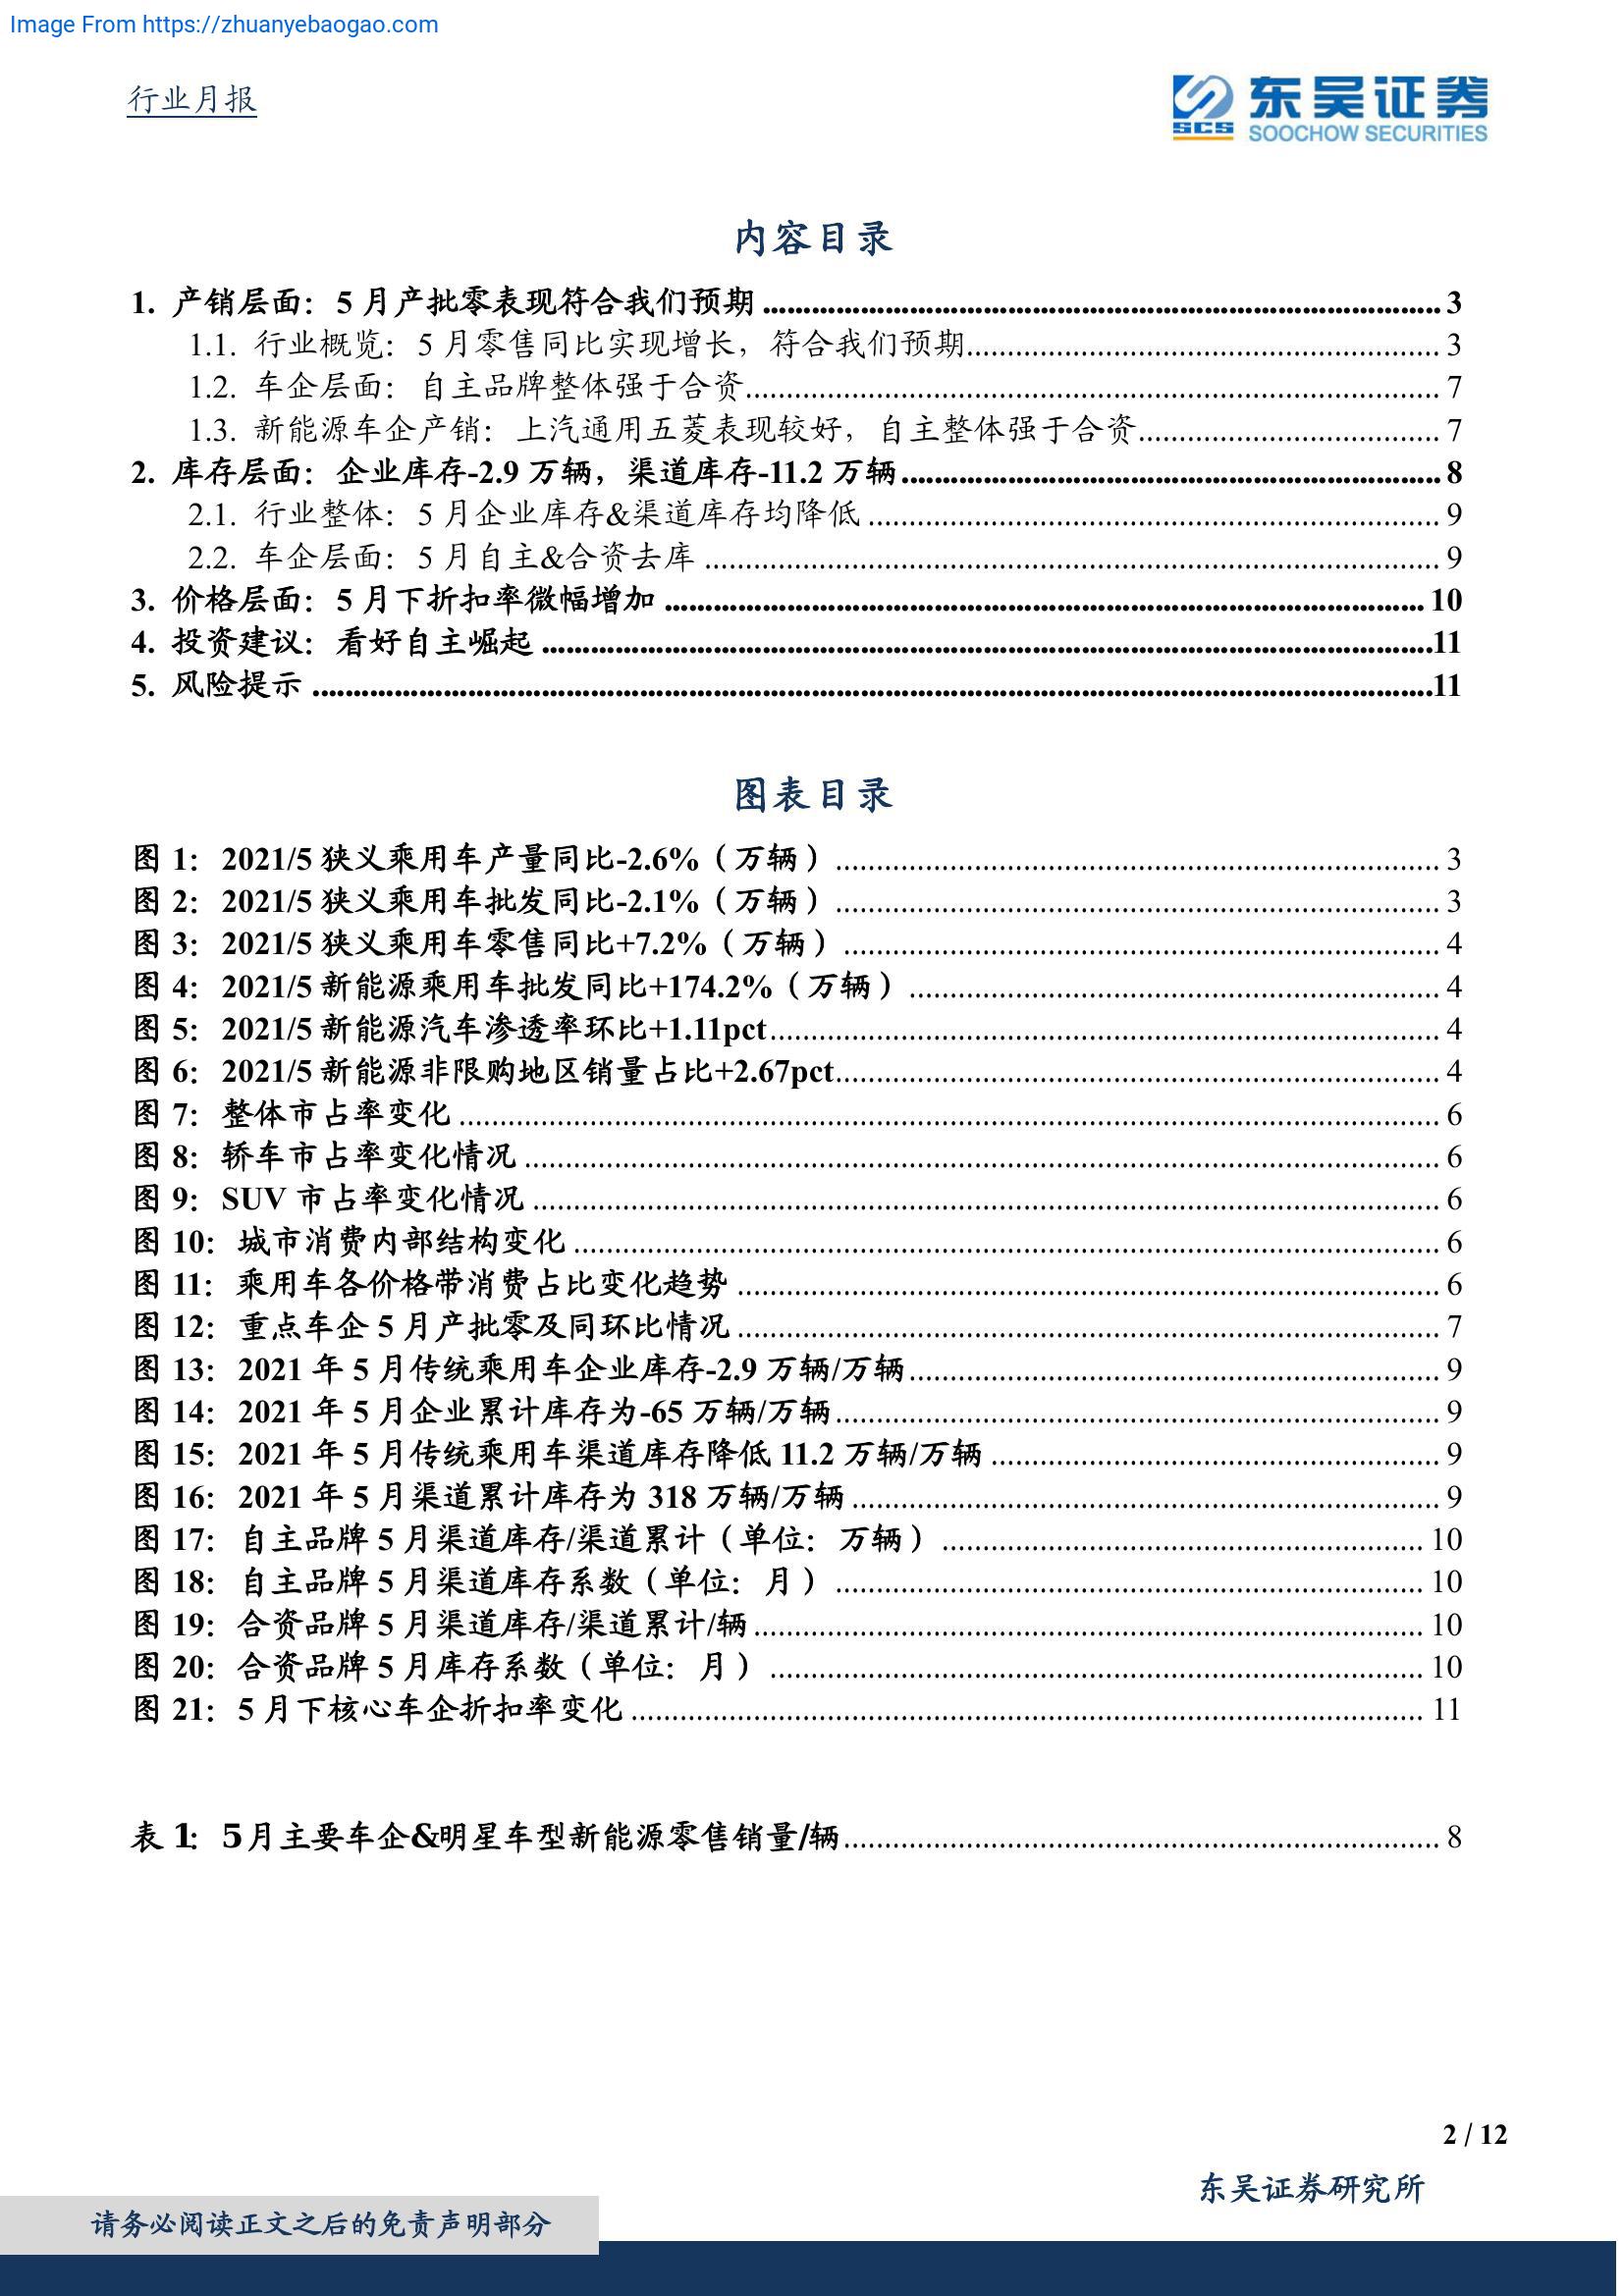 Image From https://zhuanyebaogao.com
行业月报
SCS 东吴证券
SOOCHOW SECURITIES
内容目录
1. 产销层面：5 月产批零表现符合我们预期 3
1.1. 行业概览：5 月零售同比实现增长，符合我们预期 3
1.2. 车企层面：自主品牌整体强于合资 7
1.3. 新能源车企产销：上汽通用五菱表现较好，自主整体强于合资 7
2. 库存层面：企业库存-2.9 万辆，渠道库存-11.2 万辆 8
2.1. 行业整体：5 月企业库存&渠道库存均降低 9
2.2. 车企层面：5 月自主&合资去库 9
3. 价格层面：5 月下折扣率微幅增加 10
4. 投资建议：看好自主崛起 11
5. 风险提示 11
图表目录
图 1：2021/5 狭义乘用车产量同比-2.6%（万辆） 3
图 2：2021/5 狭义乘用车批发同比-2.1%（万辆） 3
图 3：2021/5 狭义乘用车零售同比+7.2%（万辆） 4
图 4：2021/5 新能源乘用车批发同比+174.2%（万辆） 4
图 5：2021/5 新能源汽车渗透率环比+1.11pct 4
图 6：2021/5 新能源非限购地区销量占比+2.67pct 4
图 7：整体市占率变化 6
图 8：轿车市占率变化情况 6
图 9：SUV 市占率变化情况 6
图 10：城市消费内部结构变化 6
图 11：乘用车各价格带消费占比变化趋势 6
图 12：重点车企 5 月产批零及同环比情况 7
图 13：2021 年 5 月传统乘用车企业库存-2.9 万辆/万辆 9
图 14：2021 年 5 月企业累计库存为-65 万辆/万辆 9
图 15：2021 年 5 月传统乘用车渠道库存降低 11.2 万辆/万辆 9
图 16：2021 年 5 月渠道累计库存为 318 万辆/万辆 9
图 17：自主品牌 5 月渠道库存/渠道累计（单位：万辆） 10
图 18：自主品牌 5 月渠道库存系数（单位：月） 10
图 19：合资品牌 5 月渠道库存/渠道累计/辆 10
图 20：合资品牌 5 月库存系数（单位：月） 10
图 21：5 月下核心车企折扣率变化 11
表 1：5 月主要车企&明星车型新能源零售销量/辆 8
2 / 12
东吴证券研究所
请务必阅读正文之后的免责声明部分